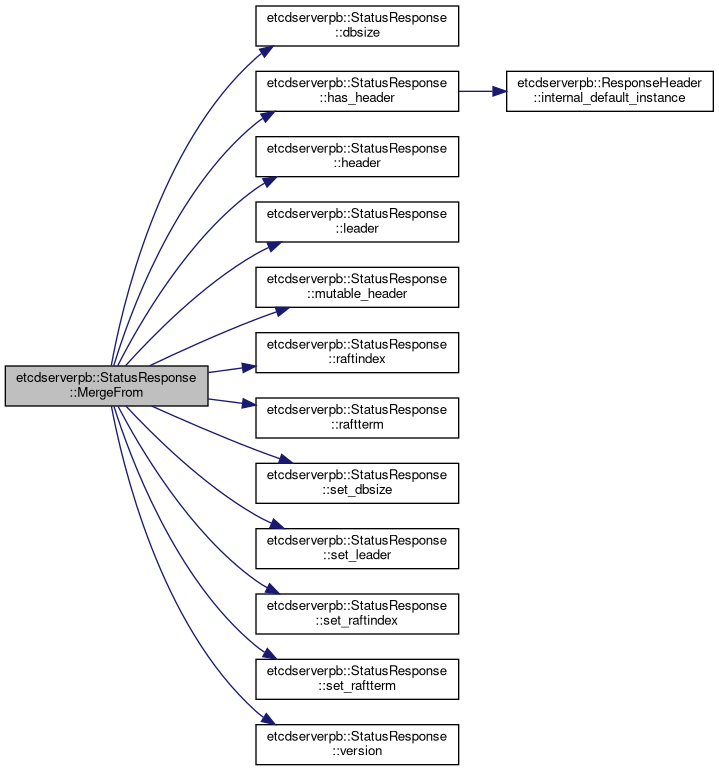 etcdserverpb::StatusResponse
::dbsize
etcdserverpb::StatusResponse
::has_header
etcdserverpb::ResponseHeader
::internal_default_instance
etcdserverpb::StatusResponse
::header
etcdserverpb::StatusResponse
::leader
etcdserverpb::StatusResponse
::mutable_header
etcdserverpb::StatusResponse
::raftindex
etcdserverpb::StatusResponse
::MergeFrom
etcdserverpb::StatusResponse
::raftterm
etcdserverpb::StatusResponse
::set_dbsize
etcdserverpb::StatusResponse
::set_leader
etcdserverpb::StatusResponse
::set_raftindex
etcdserverpb::StatusResponse
::set_raftterm
etcdserverpb::StatusResponse
::version